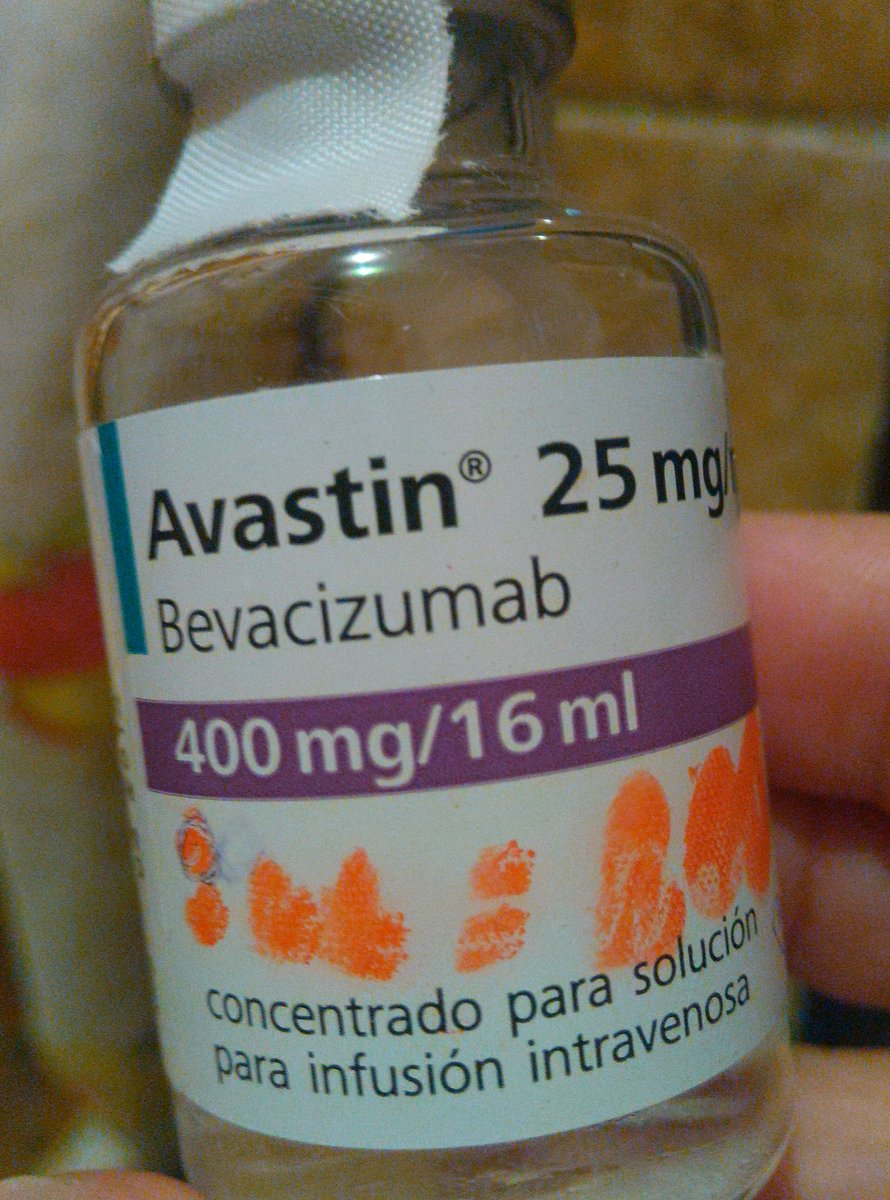 Avastin® 25 mg/
Bevacizumab
400 mg/16 ml
concentrado para solución
para infusión intravenosa